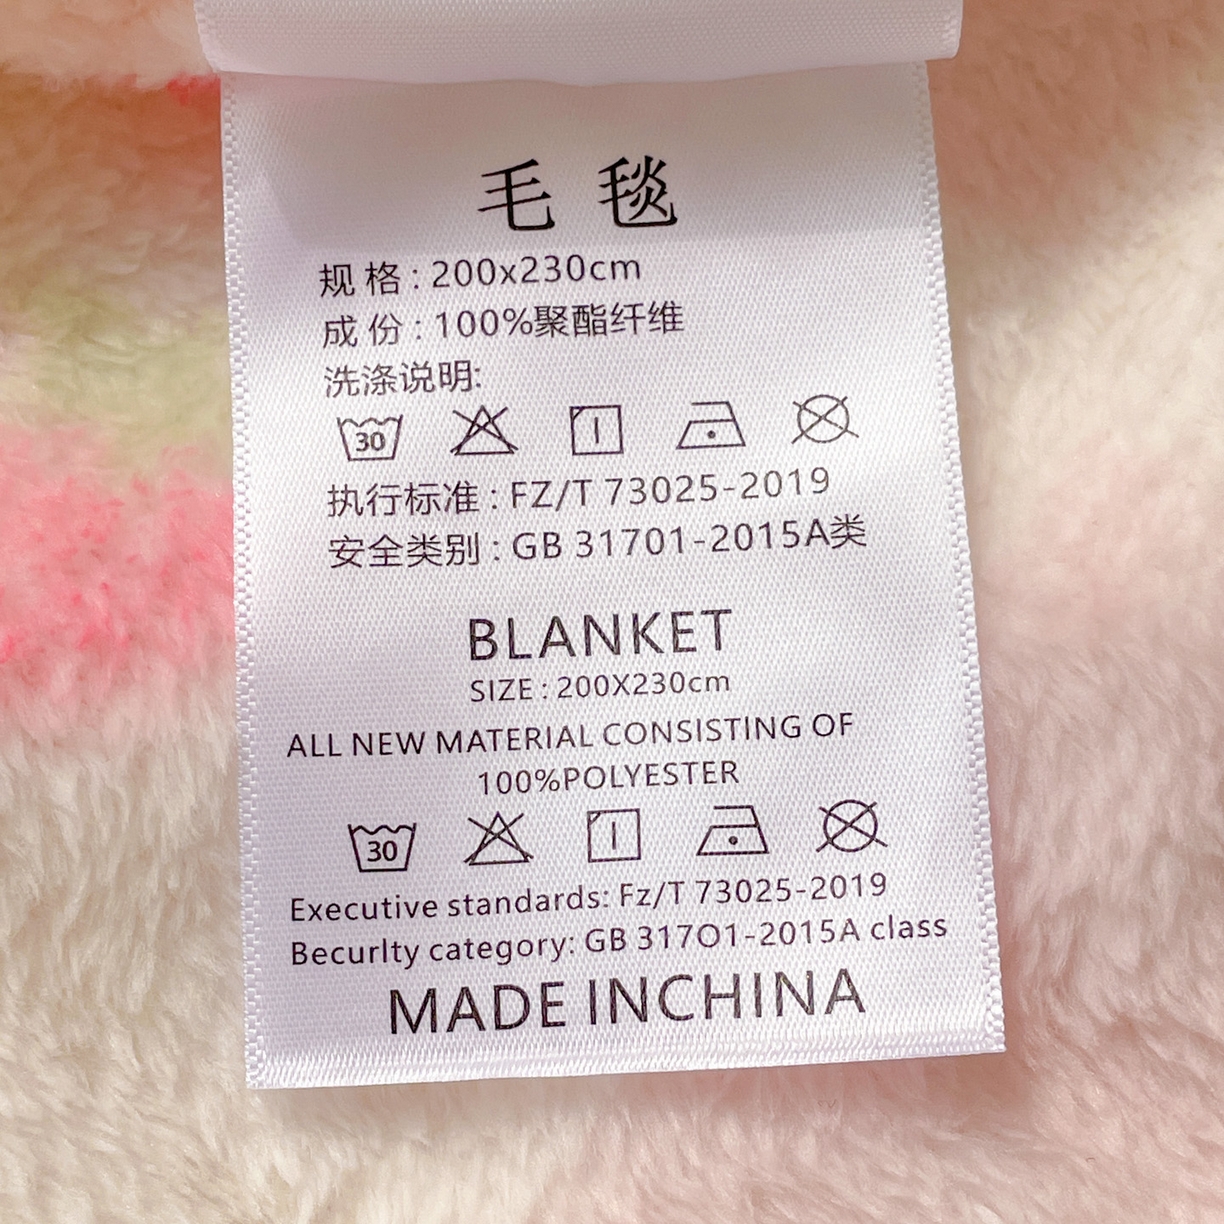 毛 毯
规 格 : 200x230cm
成 份 : 100%聚酯纤维
洗涤说明:
30
执行标准 : FZ/T 73025-2019
安全类别 : GB 31701-2015A类
BLANKET
SIZE : 200X230cm
ALL NEW MATERIAL CONSISTING OF
100%POLYESTER
30
Executive standards: Fz/T 73025-2019
Becurlty category: GB 317O1-2015A class
MADE INCHINA